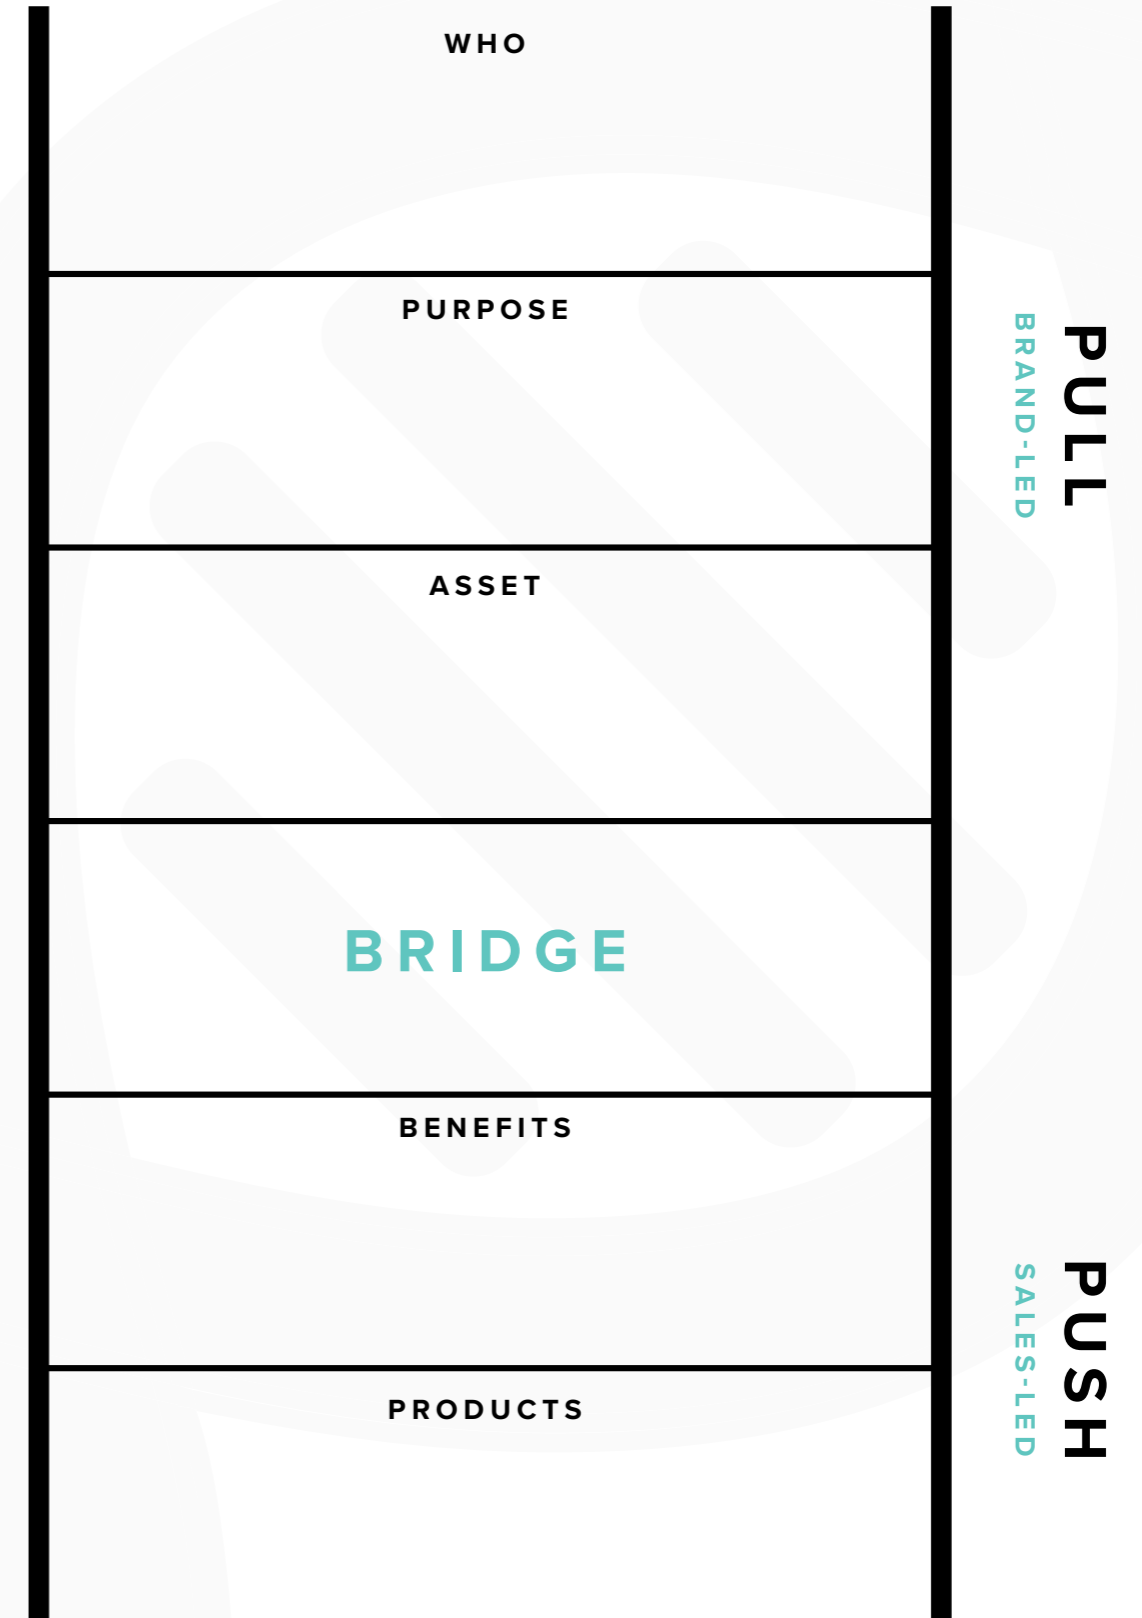 WHO
PURPOSE
ASSET
BRIDGE
BENEFITS
PRODUCTS
PULL
BRAND-LED
PUSH
SALES-LED